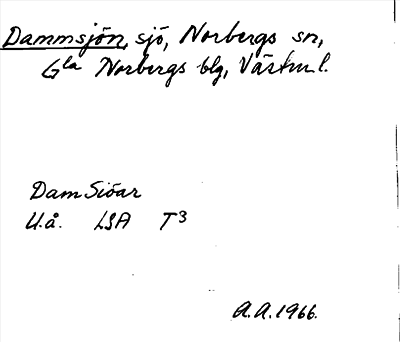 Dammsjön, sjö, Norbergs sn,
Gla Norbergs blg, Västml.
Dam Siöar
U.å. LSA T3
A.A. 1966.